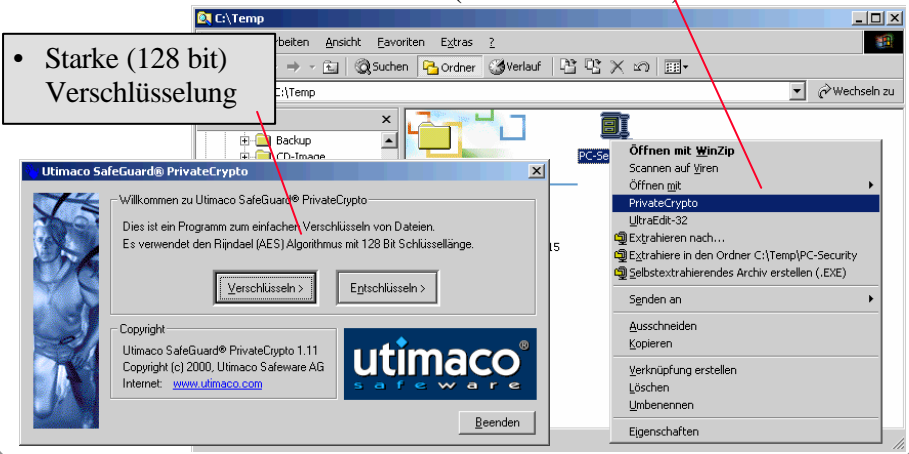 C:\Temp
• Starke (128 bit)
Verschlüsselung
beiten Ansicht Favoriten Extras ?
Suchen Ordner Verlauf
C:\Temp
Wechseln zu
Backup
CD-Image
PC-Se
15
Utimaco SafeGuard® PrivateCrypto
Willkommen zu Utimaco SafeGuard® PrivateCrypto
Dies ist ein Programm zum einfachen Verschlüsseln von Dateien.
Es verwendet den Rijndael (AES) Algorithmus mit 128 Bit Schlüssellänge.
Verschlüsseln >
Entschlüsseln >
Copyright
Utimaco SafeGuard® PrivateCrypto 1.11
Copyright (c) 2000, Utimaco Safeware AG
Internet: www.utimaco.com
utimaco®
safeware
Beenden
Öffnen mit WinZip
Scannen auf Viren
Öffnen mit
PrivateCrypto
UltraEdit-32
Extrahieren nach...
Extrahiere in den Ordner C:\Temp\PC-Security
Selbstextrahierendes Archiv erstellen (.EXE)
Senden an
Ausschneiden
Kopieren
Verknüpfung erstellen
Löschen
Umbenennen
Eigenschaften